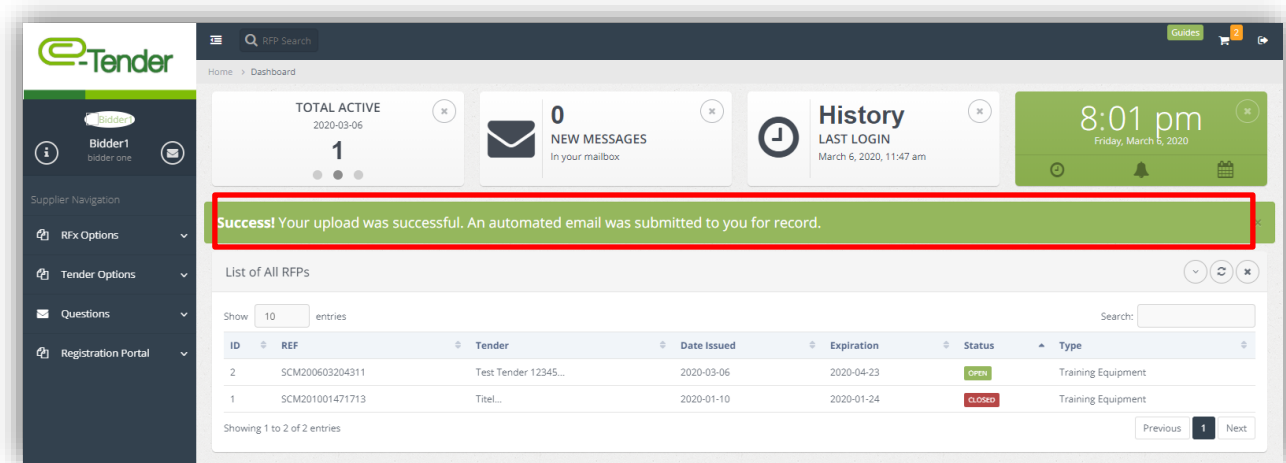 e-Tender
RFP Search
Guides
2
Home > Dashboard
Bidder1
Bidder1
bidder one
TOTAL ACTIVE
2020-03-06
1
0
NEW MESSAGES
In your mailbox
History
LAST LOGIN
March 6, 2020, 11:47 am
8:01 pm
Friday, March 6, 2020
Supplier Navigation
RFx Options
Tender Options
Questions
Registration Portal
Success! Your upload was successful. An automated email was submitted to you for record.
List of All RFPs
Show 10 entries
Search:
ID REF Tender Date Issued Expiration Status Type
2 SCM200603204311 Test Tender 12345... 2020-03-06 2020-04-23 OPEN Training Equipment
1 SCM201001471713 Titel... 2020-01-10 2020-01-24 CLOSED Training Equipment
Showing 1 to 2 of 2 entries
Previous 1 Next